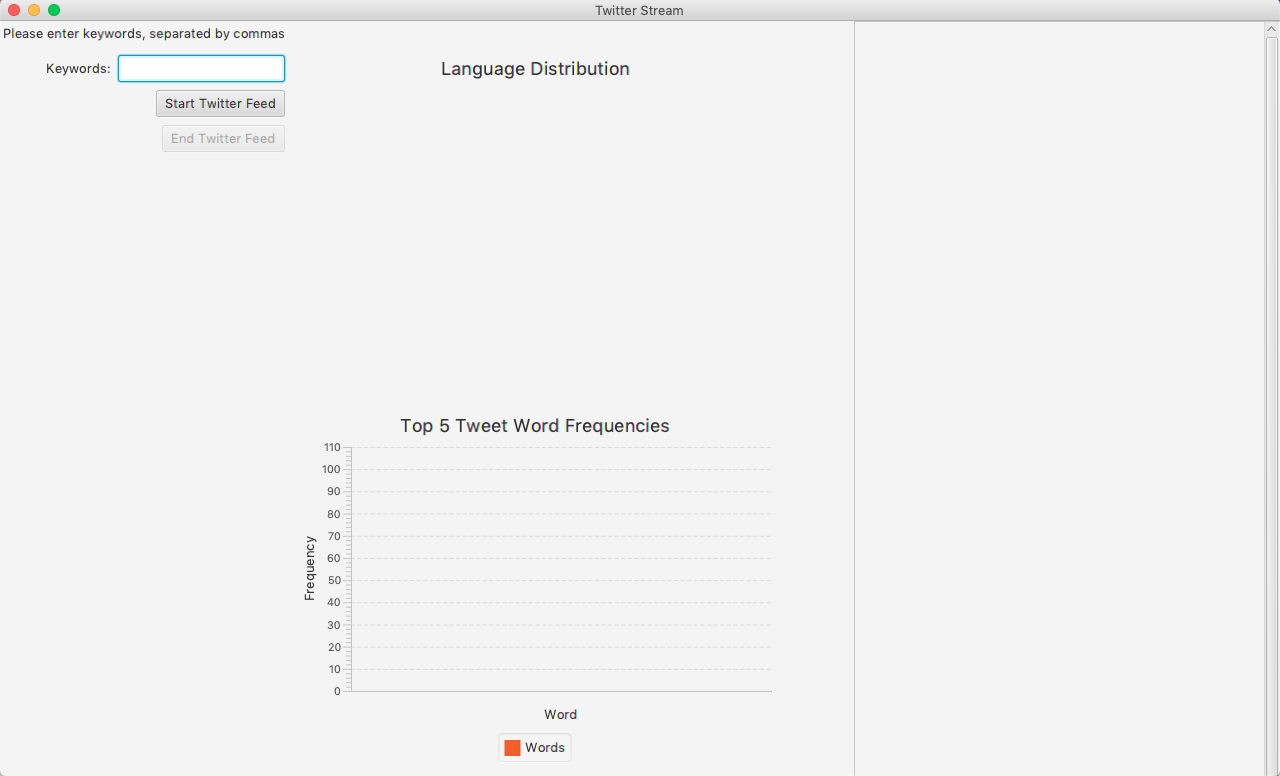 Twitter Stream
Please enter keywords, separated by commas
Keywords:
Start Twitter Feed
End Twitter Feed
Language Distribution
Top 5 Tweet Word Frequencies
110
100
90
80
70
60
50
40
30
20
10
0
Frequency
Word
Words